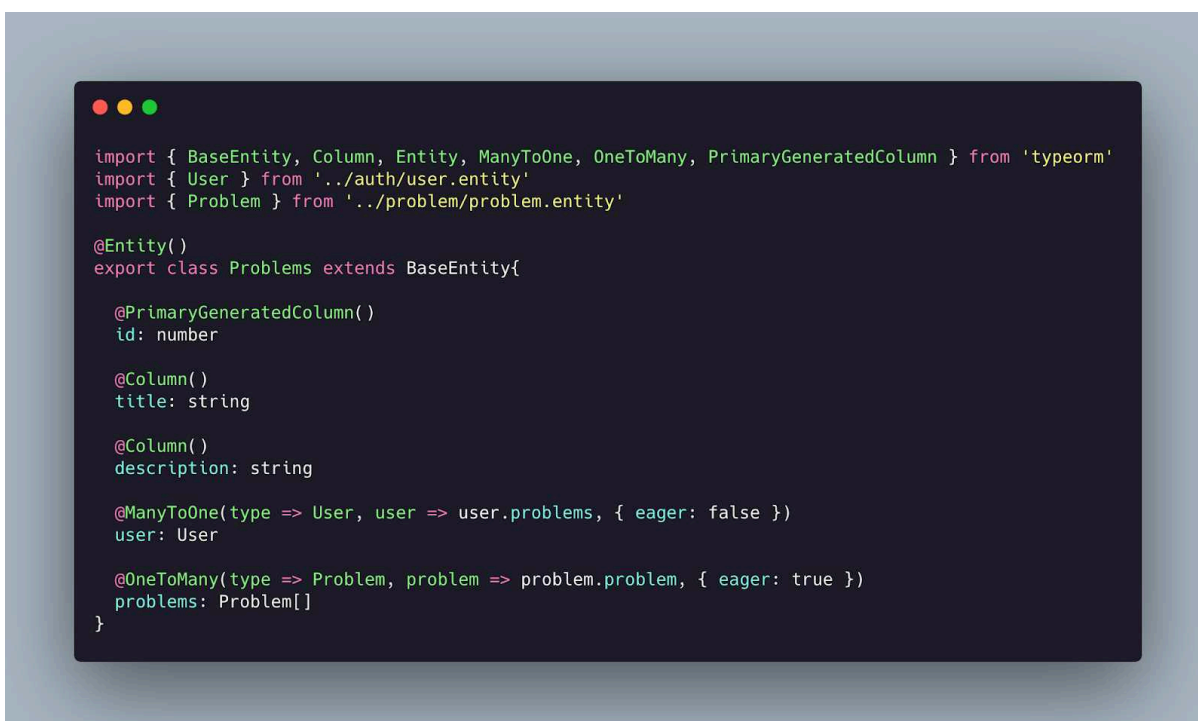 import { BaseEntity, Column, Entity, ManyToOne, OneToMany, PrimaryGeneratedColumn } from 'typeorm'
import { User } from '../auth/user.entity'
import { Problem } from '../problem/problem.entity'
@Entity()
export class Problems extends BaseEntity{
@PrimaryGeneratedColumn()
id: number
@Column()
title: string
@Column()
description: string
@ManyToOne(type => User, user => user.problems, { eager: false })
user: User
@OneToMany(type => Problem, problem => problem.problem, { eager: true })
problems: Problem[]
}